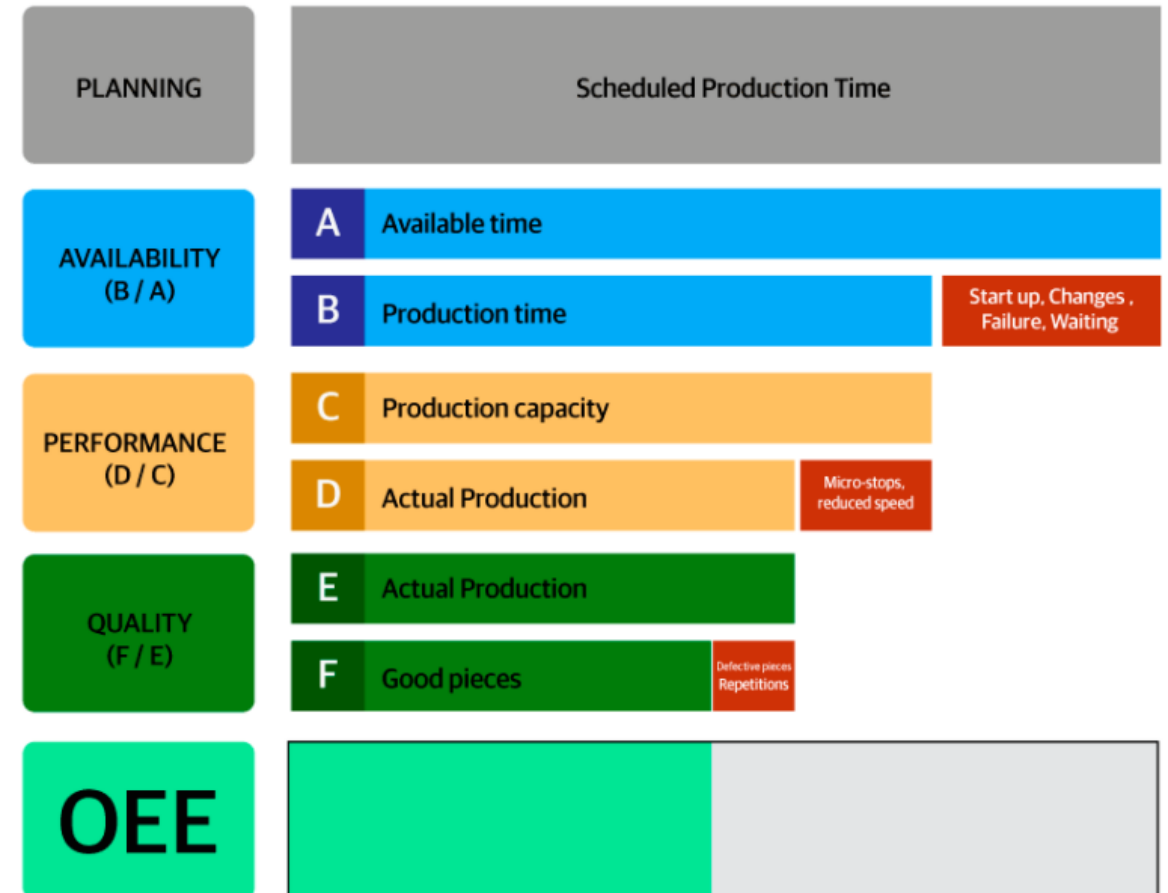 PLANNING
Scheduled Production Time
AVAILABILITY
(B / A)
A
Available time
B
Production time
Start up, Changes ,
Failure, Waiting
PERFORMANCE
(D / C)
C
Production capacity
D
Actual Production
Micro-stops,
reduced speed
QUALITY
(F / E)
E
Actual Production
F
Good pieces
Defective pieces
Repetitions
OEE